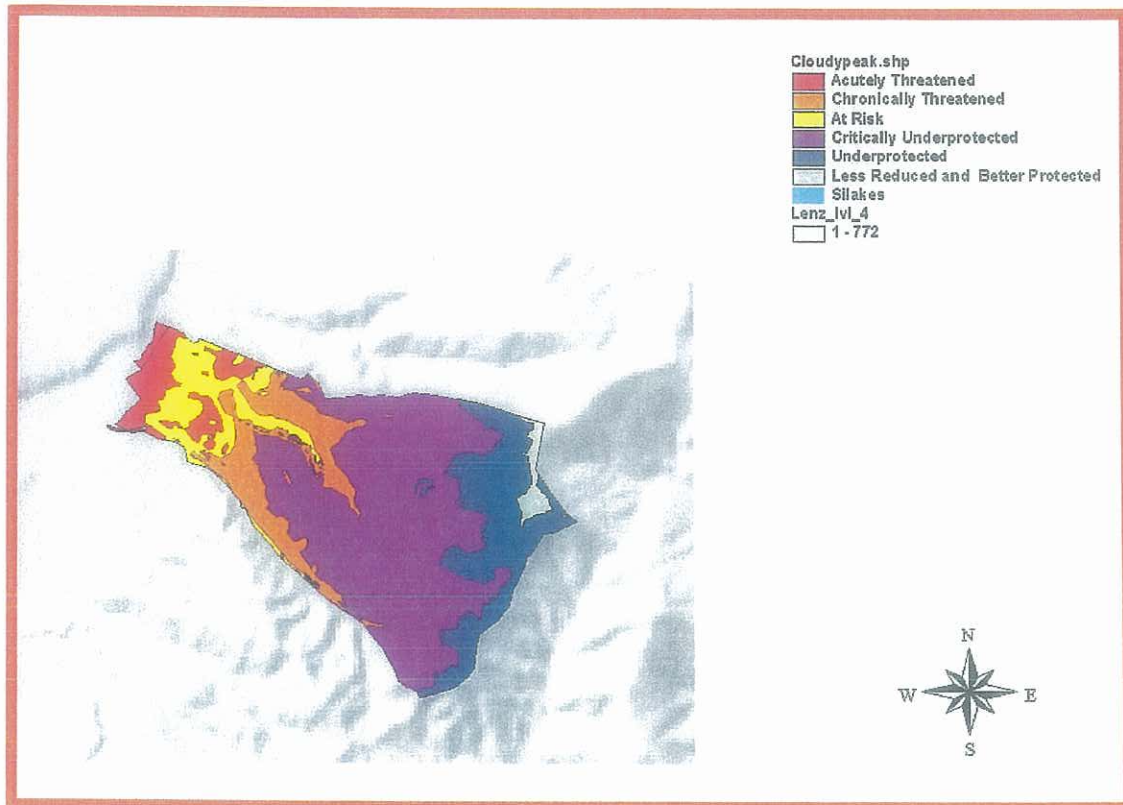 Cloudypeak.shp
Acutely Threatened
Chronically Threatened
At Risk
Critically Underprotected
Underprotected
Less Reduced and Better Protected
Silakes
Lenz_lvl_4
1 - 772
N
W E
S